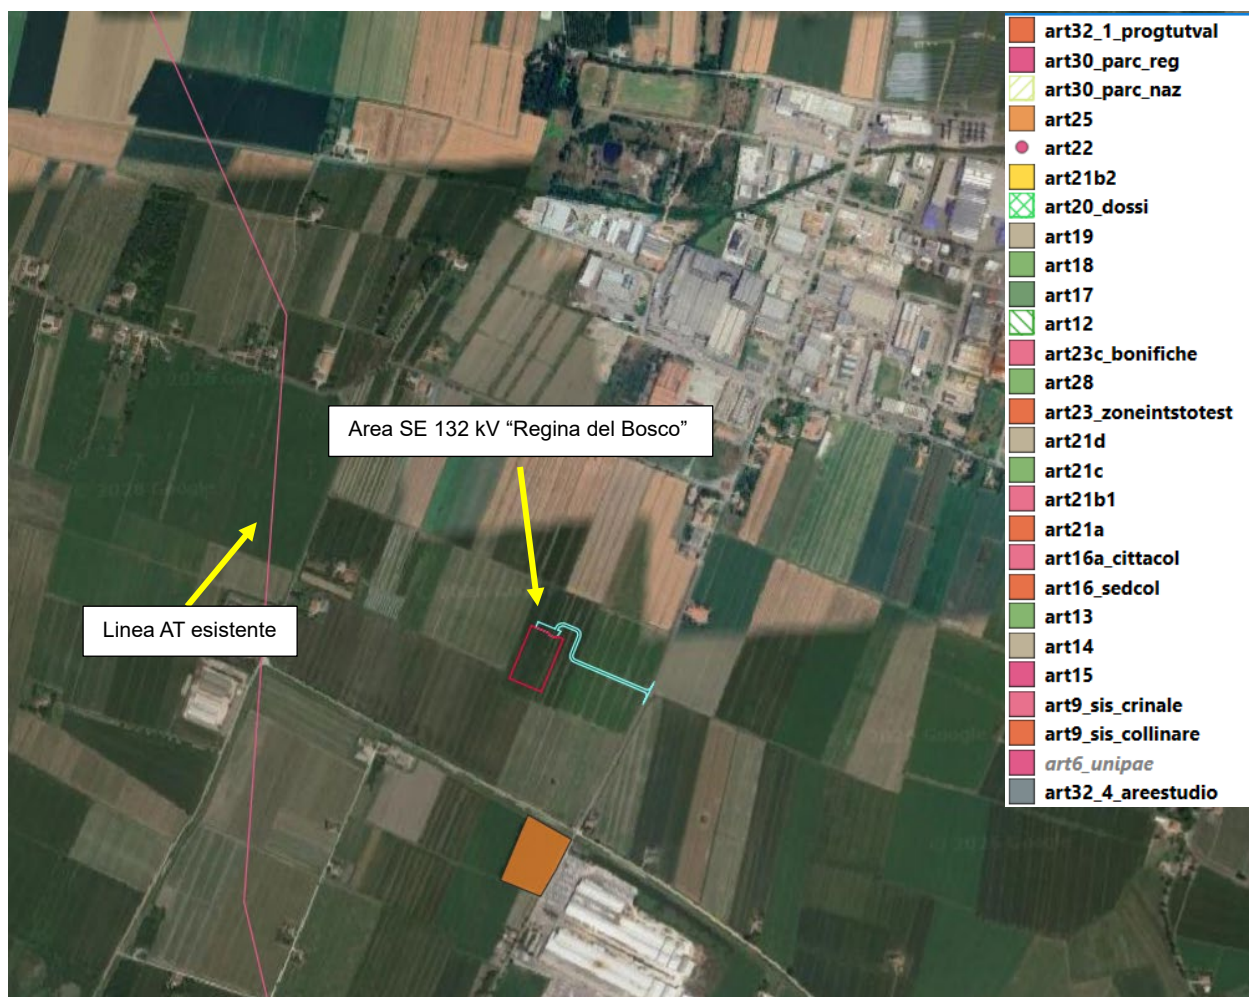 art32_1_progtutval
art30_parc_reg
art30_parc_naz
art25
art22
art21b2
art20_dossi
art19
art18
art17
art12
art23c_bonifiche
art28
art23_zoneintstotest
art21d
art21c
art21b1
art21a
art16a_cittacol
art16_sedcol
art13
art14
art15
art9_sis_crinale
art9_sis_collinare
art6_unipae
art32_4_areestudio
Area SE 132 kV “Regina del Bosco”
Linea AT esistente